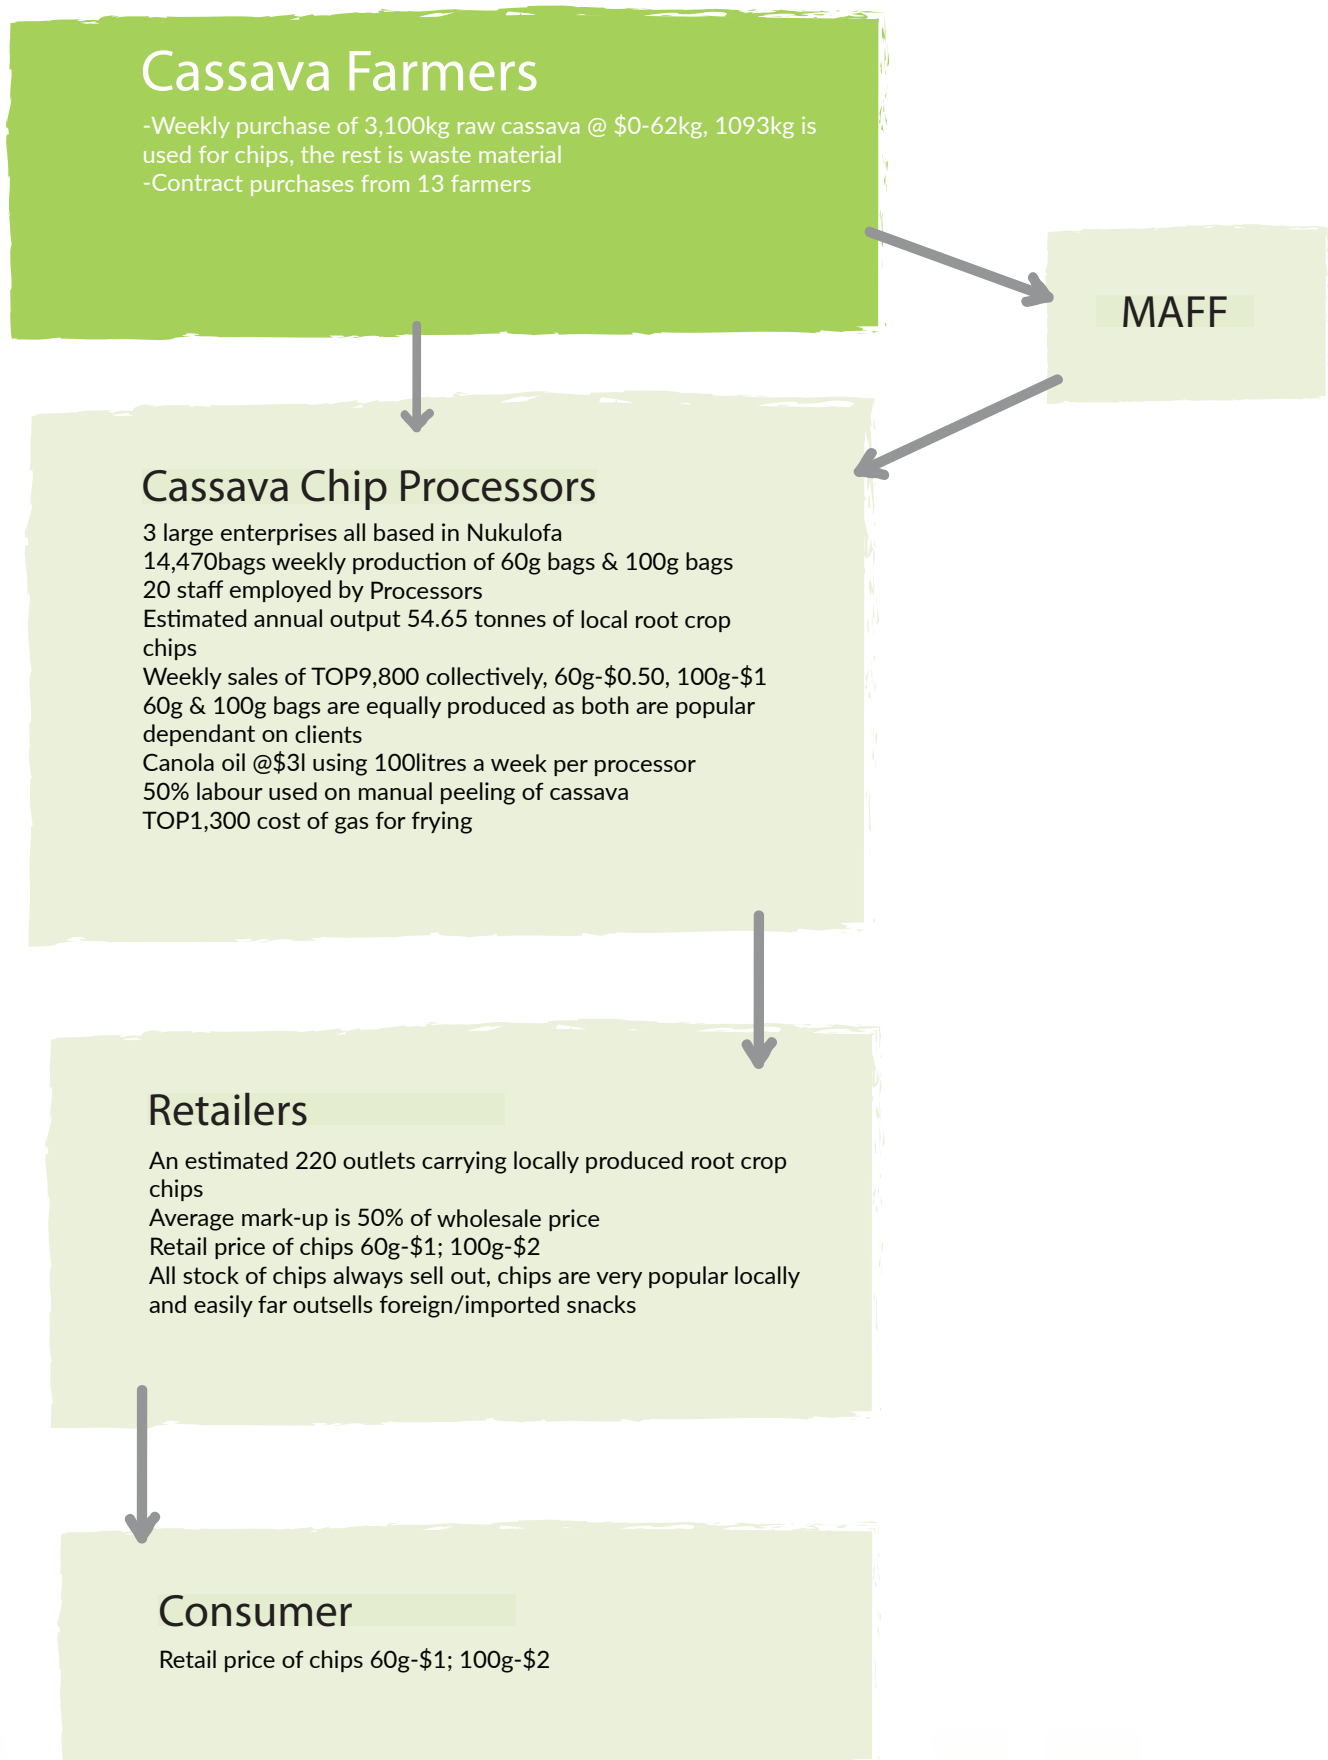 Cassava Farmers
-Weekly purchase of 3,100kg raw cassava @ $0-62kg, 1093kg is
used for chips, the rest is waste material
-Contract purchases from 13 farmers
MAFF
Cassava Chip Processors
3 large enterprises all based in Nukulofa
14,470bags weekly production of 60g bags & 100g bags
20 staff employed by Processors
Estimated annual output 54.65 tonnes of local root crop
chips
Weekly sales of TOP9,800 collectively, 60g-$0.50, 100g-$1
60g & 100g bags are equally produced as both are popular
dependant on clients
Canola oil @$3l using 100litres a week per processor
50% labour used on manual peeling of cassava
TOP1,300 cost of gas for frying
Retailers
An estimated 220 outlets carrying locally produced root crop
chips
Average mark-up is 50% of wholesale price
Retail price of chips 60g-$1; 100g-$2
All stock of chips always sell out, chips are very popular locally
and easily far outsells foreign/imported snacks
Consumer
Retail price of chips 60g-$1; 100g-$2